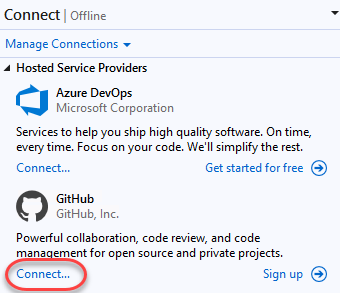 Connect | Offline
Manage Connections
Hosted Service Providers
Azure DevOps
Microsoft Corporation
Services to help you ship high quality software. On time,
every time. Focus on your code. We'll simplify the rest.
Connect... Get started for free
GitHub
GitHub, Inc.
Powerful collaboration, code review, and code
management for open source and private projects.
Connect... Sign up